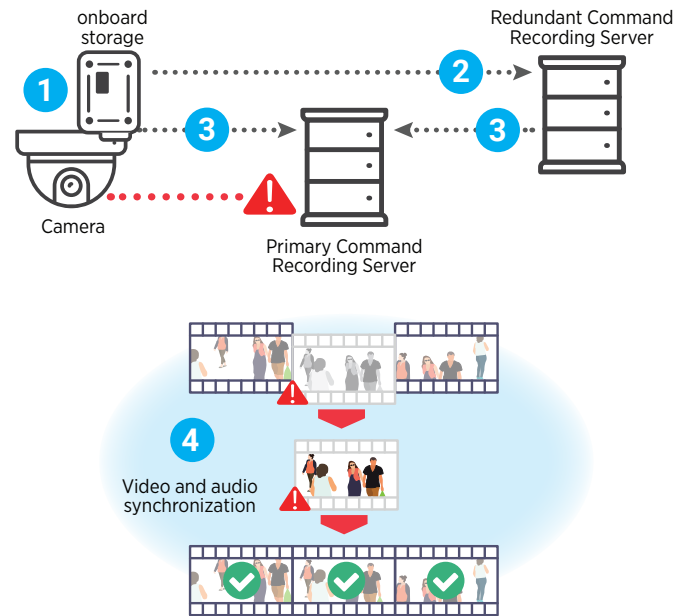 onboard
storage
Redundant Command
Recording Server
1
2
3
3
Camera
Primary Command
Recording Server
4
Video and audio
synchronization